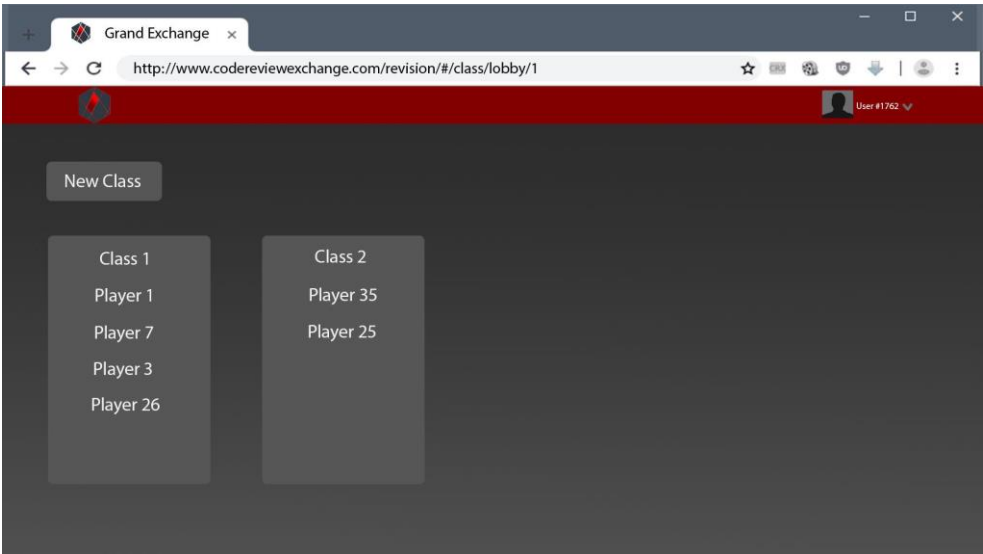 Grand Exchange
http://www.codereviewexchange.com/revision/#/class/lobby/1
User #1762
New Class
Class 1
Player 1
Player 7
Player 3
Player 26
Class 2
Player 35
Player 25